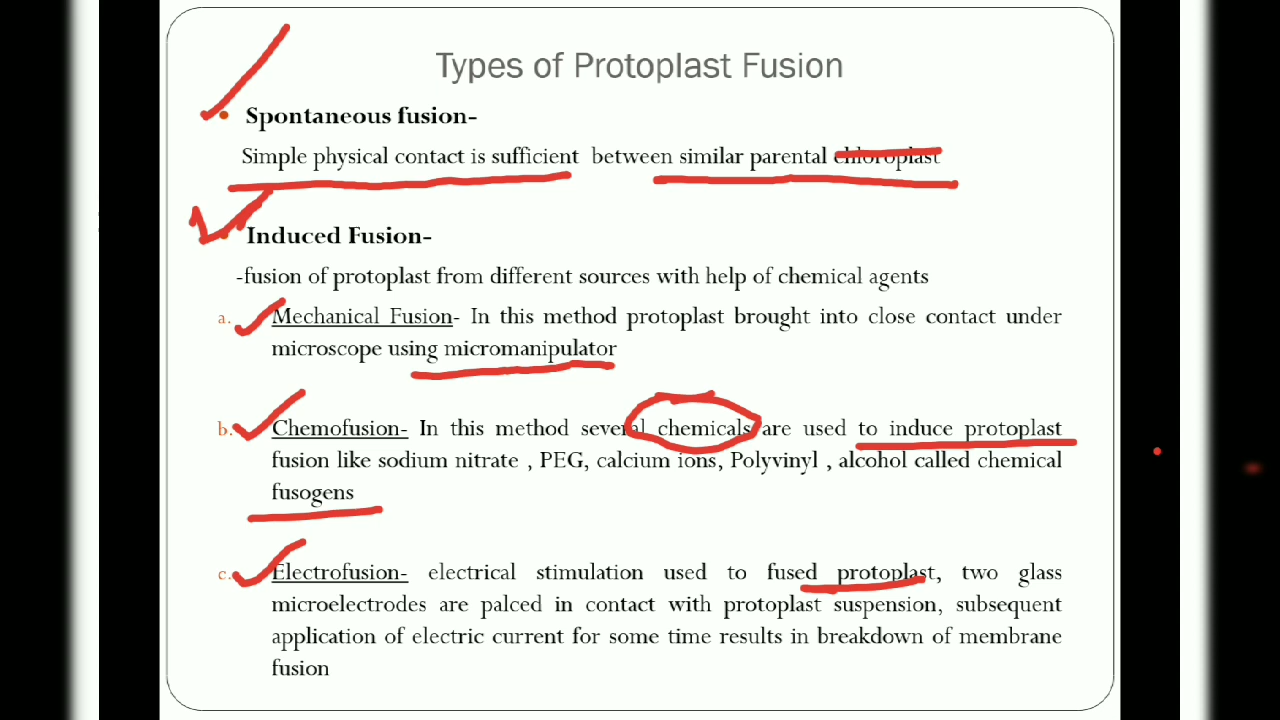 Types of Protoplast Fusion
• Spontaneous fusion-
Simple physical contact is sufficient between similar parental chloroplast
• Induced Fusion-
-fusion of protoplast from different sources with help of chemical agents
a. Mechanical Fusion- In this method protoplast brought into close contact under
microscope using micromanipulator
b. Chemofusion- In this method several chemicals are used to induce protoplast
fusion like sodium nitrate , PEG, calcium ions, Polyvinyl , alcohol called chemical
fusogens
c. Electrofusion- electrical stimulation used to fused protoplast, two glass
microelectrodes are palced in contact with protoplast suspension, subsequent
application of electric current for some time results in breakdown of membrane
fusion